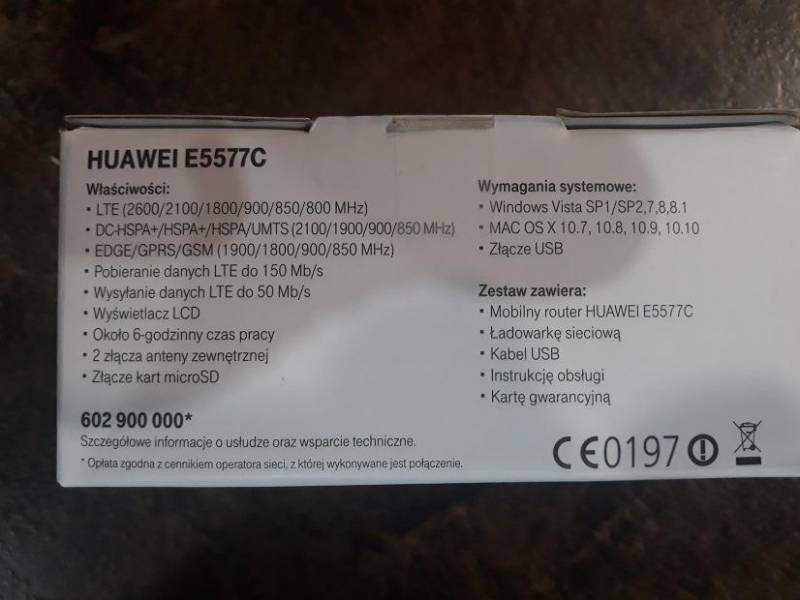 HUAWEI E5577C
Właściwości:
• LTE (2600/2100/1800/900/850/800 MHz)
• DC-HSPA+/HSPA+/HSPA/UMTS (2100/1900/900/850 MHz)
• EDGE/GPRS/GSM (1900/1800/900/850 MHz)
• Pobieranie danych LTE do 150 Mb/s
• Wysyłanie danych LTE do 50 Mb/s
• Wyświetlacz LCD
• Około 6-godzinny czas pracy
• 2 złącza anteny zewnętrznej
• Złącze kart microSD
602 900 000*
Szczegółowe informacje o usłudze oraz wsparcie techniczne.
* Opłata zgodna z cennikiem operatora sieci, z której wykonywane jest połączenie.
Wymagania systemowe:
• Windows Vista SP1/SP2,7,8,8.1
• MAC OS X 10.7, 10.8, 10.9, 10.10
• Złącze USB
Zestaw zawiera:
• Mobilny router HUAWEI E5577C
• Ładowarkę sieciową
• Kabel USB
• Instrukcję obsługi
• Kartę gwarancyjną
CE0197